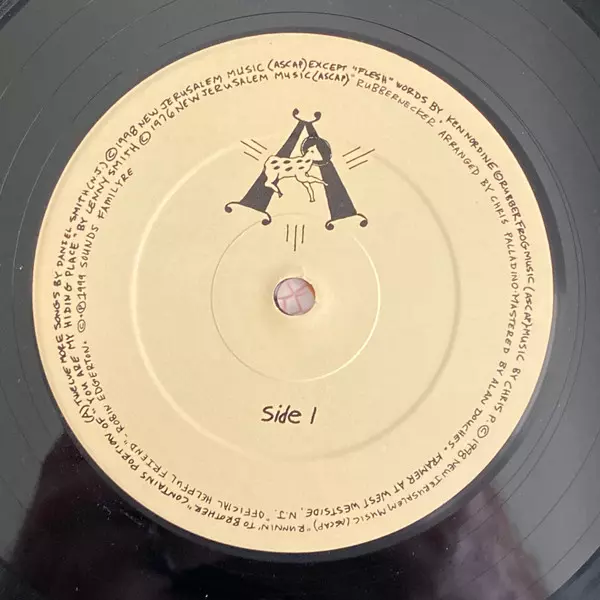 A
(A) TWELVE MORE SONGS BY DANIEL SMITH (N.J.) © 1998 NEW JERUSALEM MUSIC (ASCAP) EXCEPT "FLESH" WORDS BY KEN NORDINE © RUBBER FROG MUSIC (ASCAP) MUSIC BY CHRIS P. © 1998 NEW JERUSALEM MUSIC (ASCAP) "RUNNIN' TO BROTHER" CONTAINS PORTION OF "YOU ARE MY HIDING PLACE" BY LENNY SMITH © 1976 NEW JERUSALEM MUSIC (ASCAP) "RUBBERNECKER ARRANGED BY CHRIS PALLADINO • MASTERED BY ALAN DOUCHES + KRAMER AT WEST WESTSIDE, N.J. "OFFICIAL HELPFUL FRIEND" ROBIN EDGERTON. © ℗ 1999 SOUNDS FAMILYRE
Side 1